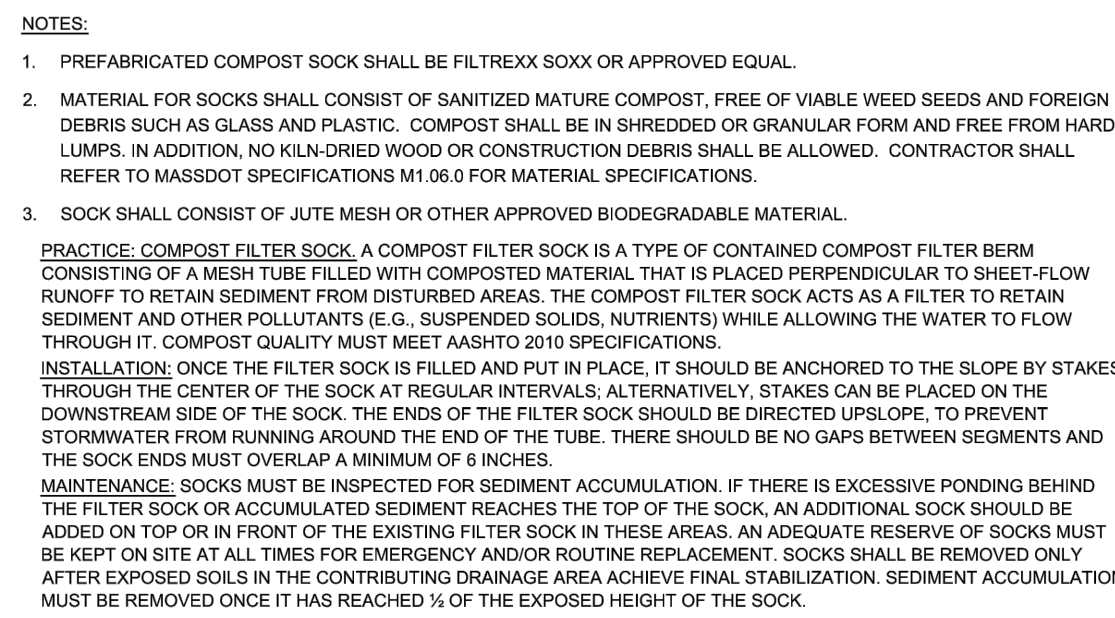 NOTES:
1. PREFABRICATED COMPOST SOCK SHALL BE FILTREXX SOXX OR APPROVED EQUAL.
2. MATERIAL FOR SOCKS SHALL CONSIST OF SANITIZED MATURE COMPOST, FREE OF VIABLE WEED SEEDS AND FOREIGN
DEBRIS SUCH AS GLASS AND PLASTIC. COMPOST SHALL BE IN SHREDDED OR GRANULAR FORM AND FREE FROM HARD
LUMPS. IN ADDITION, NO KILN-DRIED WOOD OR CONSTRUCTION DEBRIS SHALL BE ALLOWED. CONTRACTOR SHALL
REFER TO MASSDOT SPECIFICATIONS M1.06.0 FOR MATERIAL SPECIFICATIONS.
3. SOCK SHALL CONSIST OF JUTE MESH OR OTHER APPROVED BIODEGRADABLE MATERIAL.
PRACTICE: COMPOST FILTER SOCK. A COMPOST FILTER SOCK IS A TYPE OF CONTAINED COMPOST FILTER BERM
CONSISTING OF A MESH TUBE FILLED WITH COMPOSTED MATERIAL THAT IS PLACED PERPENDICULAR TO SHEET-FLOW
RUNOFF TO RETAIN SEDIMENT FROM DISTURBED AREAS. THE COMPOST FILTER SOCK ACTS AS A FILTER TO RETAIN
SEDIMENT AND OTHER POLLUTANTS (E.G., SUSPENDED SOLIDS, NUTRIENTS) WHILE ALLOWING THE WATER TO FLOW
THROUGH IT. COMPOST QUALITY MUST MEET AASHTO 2010 SPECIFICATIONS.
INSTALLATION: ONCE THE FILTER SOCK IS FILLED AND PUT IN PLACE, IT SHOULD BE ANCHORED TO THE SLOPE BY STAKES
THROUGH THE CENTER OF THE SOCK AT REGULAR INTERVALS; ALTERNATIVELY, STAKES CAN BE PLACED ON THE
DOWNSTREAM SIDE OF THE SOCK. THE ENDS OF THE FILTER SOCK SHOULD BE DIRECTED UPSLOPE, TO PREVENT
STORMWATER FROM RUNNING AROUND THE END OF THE TUBE. THERE SHOULD BE NO GAPS BETWEEN SEGMENTS AND
THE SOCK ENDS MUST OVERLAP A MINIMUM OF 6 INCHES.
MAINTENANCE: SOCKS MUST BE INSPECTED FOR SEDIMENT ACCUMULATION. IF THERE IS EXCESSIVE PONDING BEHIND
THE FILTER SOCK OR ACCUMULATED SEDIMENT REACHES THE TOP OF THE SOCK, AN ADDITIONAL SOCK SHOULD BE
ADDED ON TOP OR IN FRONT OF THE EXISTING FILTER SOCK IN THESE AREAS. AN ADEQUATE RESERVE OF SOCKS MUST
BE KEPT ON SITE AT ALL TIMES FOR EMERGENCY AND/OR ROUTINE REPLACEMENT. SOCKS SHALL BE REMOVED ONLY
AFTER EXPOSED SOILS IN THE CONTRIBUTING DRAINAGE AREA ACHIEVE FINAL STABILIZATION. SEDIMENT ACCUMULATION
MUST BE REMOVED ONCE IT HAS REACHED ½ OF THE EXPOSED HEIGHT OF THE SOCK.